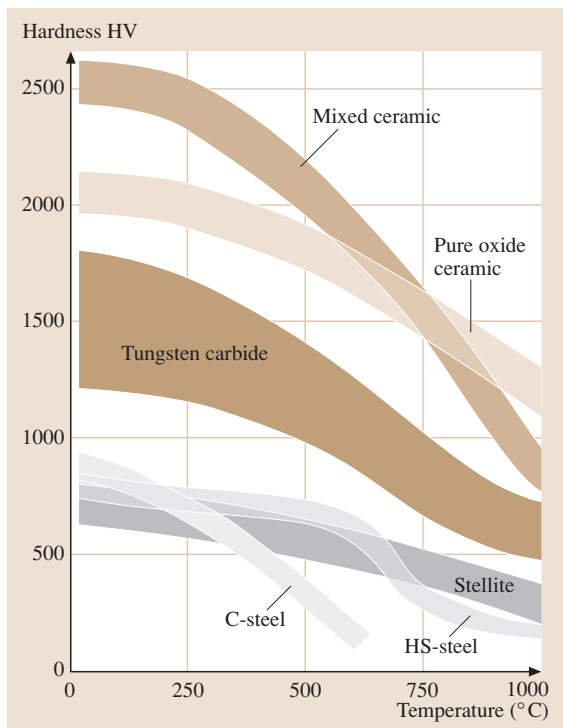 Hardness HV
2500
Mixed ceramic
2000
Pure oxide
ceramic
1500
Tungsten carbide
1000
500
Stellite
C-steel
HS-steel
0
0 250 500 750 1000
Temperature (°C)